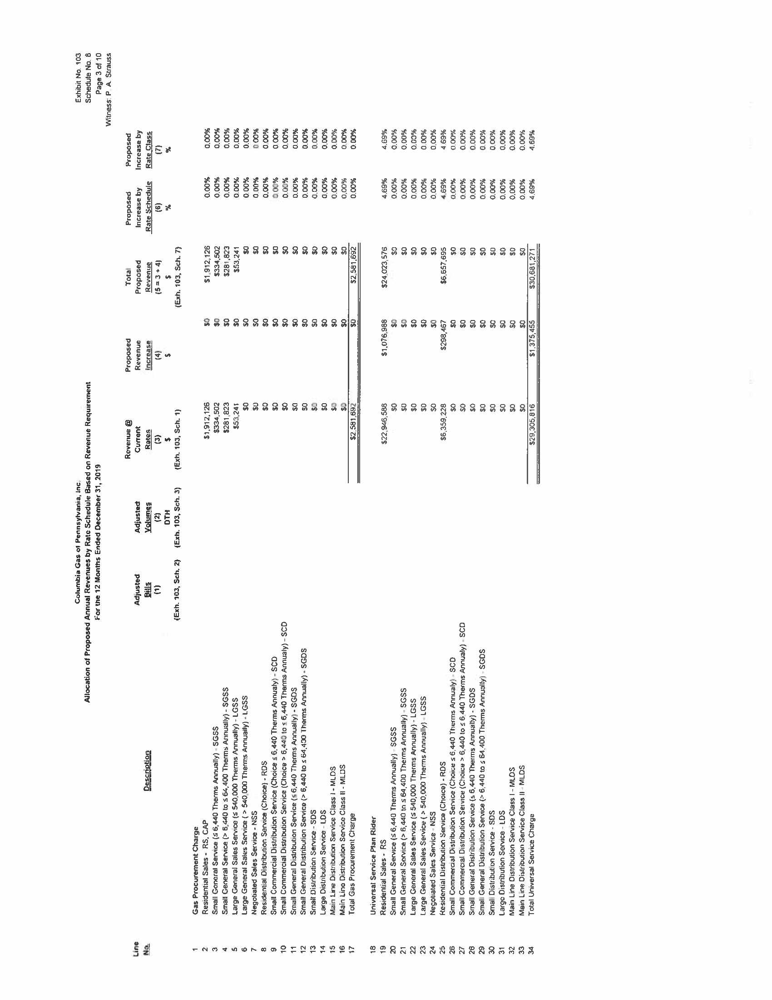 Exhibit No. 103
Schedule No. 8
Page 3 of 10
Witness: P. A. Strauss
Columbia Gas of Pennsylvania, Inc.
Allocation of Proposed Annual Revenues by Rate Schedule Based on Revenue Requirement
For the 12 Months Ended December 31, 2019
Revenue @ Proposed Total Proposed Proposed
Line Adjusted Adjusted Current Revenue Proposed Increase by Increase by
No. Description Bills Volumes Rates Increase Revenue Rate Schedule Rate Class
(1) (2) (3) (4) (5 = 3 + 4) (6) (7)
DTH $ $ $ % %
(Exh. 103, Sch. 2) (Exh. 103, Sch. 3) (Exh. 103, Sch. 1) (Exh. 103, Sch. 7)
1 Gas Procurement Charge
2 Residential Sales - RS, CAP $1,912,126 $0 $1,912,126 0.00% 0.00%
3 Small General Service (≤ 6,440 Therms Annually) - SGSS $334,502 $0 $334,502 0.00% 0.00%
4 Small General Service (> 6,440 to ≤ 64,400 Therms Annually) - SGSS $281,823 $0 $281,823 0.00% 0.00%
5 Large General Sales Service (≤ 540,000 Therms Annually) - LGSS $53,241 $0 $53,241 0.00% 0.00%
6 Large General Sales Service ( > 540,000 Therms Annually) - LGSS $0 $0 $0 0.00% 0.00%
7 Negotiated Sales Service - NSS $0 $0 $0 0.00% 0.00%
8 Residential Distribution Service (Choice) - RDS $0 $0 $0 0.00% 0.00%
9 Small Commercial Distribution Service (Choice ≤ 6,440 Therms Annualy) - SCD $0 $0 $0 0.00% 0.00%
10 Small Commercial Distribution Service (Choice > 6,440 to ≤ 6,440 Therms Annualy) - SCD $0 $0 $0 0.00% 0.00%
11 Small General Distribution Service (≤ 6,440 Therms Annually) - SGDS $0 $0 $0 0.00% 0.00%
12 Small General Distribution Service (> 6,440 to ≤ 64,400 Therms Annually) - SGDS $0 $0 $0 0.00% 0.00%
13 Small Distribution Service - SDS $0 $0 $0 0.00% 0.00%
14 Large Distribution Service - LDS $0 $0 $0 0.00% 0.00%
15 Main Line Distribution Service Class I - MLDS $0 $0 $0 0.00% 0.00%
16 Main Line Distribution Service Class II - MLDS $0 $0 $0 0.00% 0.00%
17 Total Gas Procurement Charge $2,581,692 $0 $2,581,692 0.00% 0.00%
18 Universal Service Plan Rider
19 Residential Sales - RS $22,946,588 $1,076,988 $24,023,576 4.69% 4.69%
20 Small General Service (≤ 6,440 Therms Annually) - SGSS $0 $0 $0 0.00% 0.00%
21 Small General Service (> 6,440 to ≤ 64,400 Therms Annually) - SGSS $0 $0 $0 0.00% 0.00%
22 Large General Sales Service (≤ 540,000 Therms Annually) - LGSS $0 $0 $0 0.00% 0.00%
23 Large General Sales Service ( > 540,000 Therms Annually) - LGSS $0 $0 $0 0.00% 0.00%
24 Negotiated Sales Service - NSS $0 $0 $0 0.00% 0.00%
25 Residential Distribution Service (Choice) - RDS $6,359,228 $298,467 $6,657,695 4.69% 4.69%
26 Small Commercial Distribution Service (Choice ≤ 6,440 Therms Annualy) - SCD $0 $0 $0 0.00% 0.00%
27 Small Commercial Distribution Service (Choice > 6,440 to ≤ 6,440 Therms Annualy) - SCD $0 $0 $0 0.00% 0.00%
28 Small General Distribution Service (≤ 6,440 Therms Annually) - SGDS $0 $0 $0 0.00% 0.00%
29 Small General Distribution Service (> 6,440 to ≤ 64,400 Therms Annually) - SGDS $0 $0 $0 0.00% 0.00%
30 Small Distribution Service - SDS $0 $0 $0 0.00% 0.00%
31 Large Distribution Service - LDS $0 $0 $0 0.00% 0.00%
32 Main Line Distribution Service Class I - MLDS $0 $0 $0 0.00% 0.00%
33 Main Line Distribution Service Class II - MLDS $0 $0 $0 0.00% 0.00%
34 Total Universal Service Charge $29,305,816 $1,375,455 $30,681,271 4.69% 4.69%